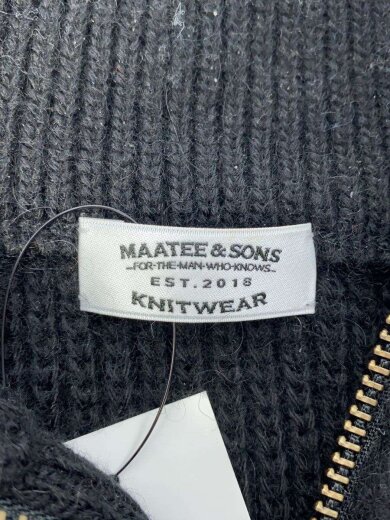 MAATEE & SONS
...FOR-THE-MAN-WHO-KNOWS...
EST.2018
KNITWEAR